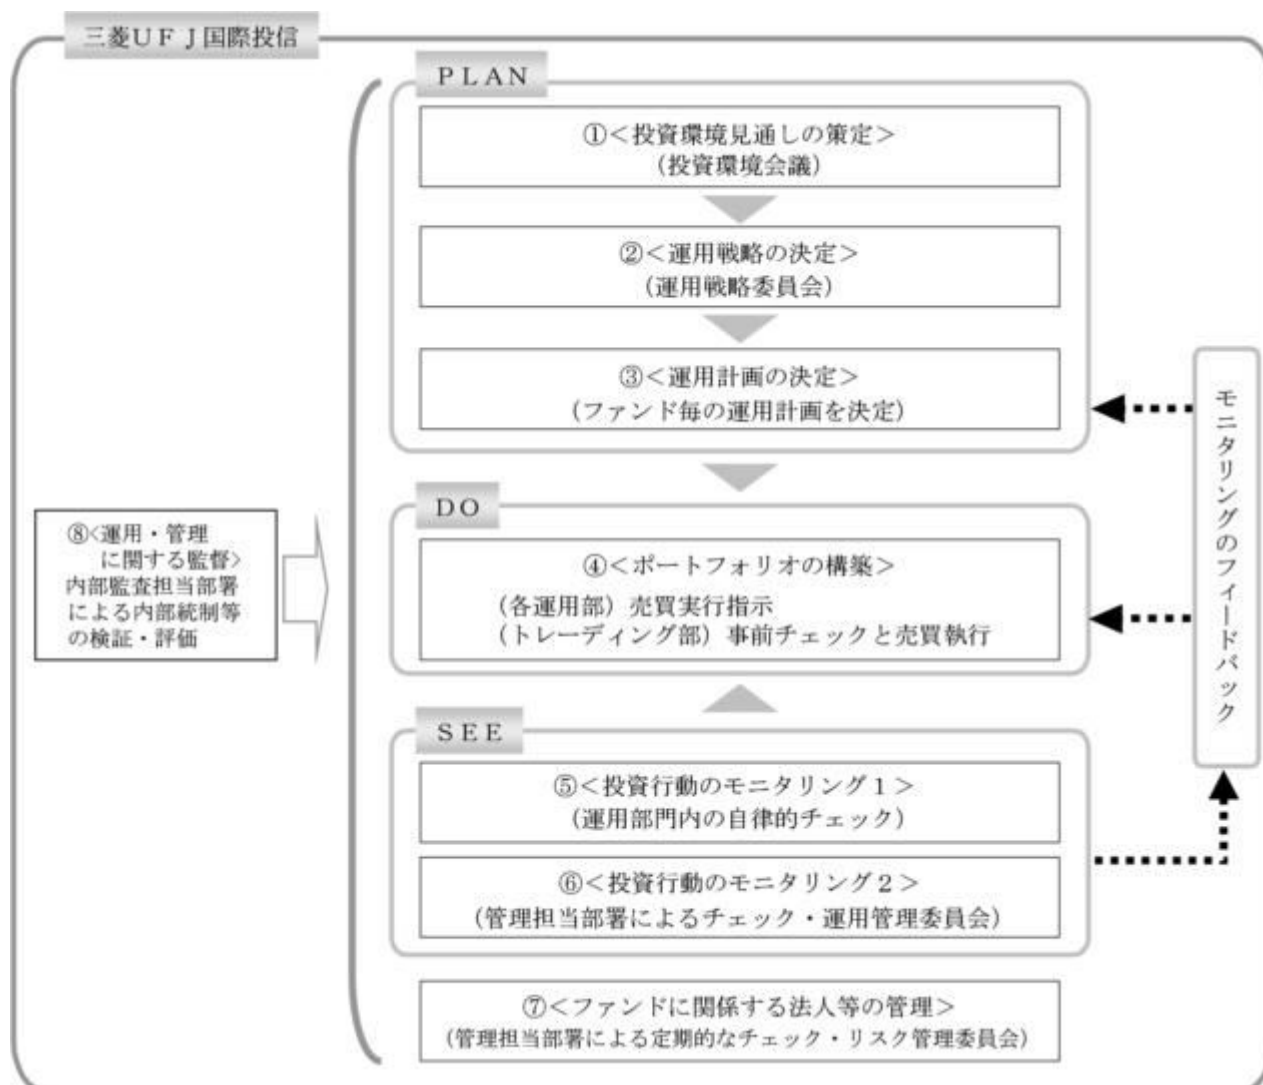 三菱ＵＦＪ国際投信
ＰＬＡＮ
①＜投資環境見通しの策定＞
（投資環境会議）
②＜運用戦略の決定＞
（運用戦略委員会）
③＜運用計画の決定＞
（ファンド毎の運用計画を決定）
ＤＯ
④＜ポートフォリオの構築＞
（各運用部）売買実行指示
（トレーディング部）事前チェックと売買執行
ＳＥＥ
⑤＜投資行動のモニタリング１＞
（運用部門内の自律的チェック）
⑥＜投資行動のモニタリング２＞
（管理担当部署によるチェック・運用管理委員会）
⑦＜ファンドに関係する法人等の管理＞
（管理担当部署による定期的なチェック・リスク管理委員会）
⑧<運用・管理
に関する監督>
内部監査担当部署
による内部統制等
の検証・評価
モニタリングのフィードバック